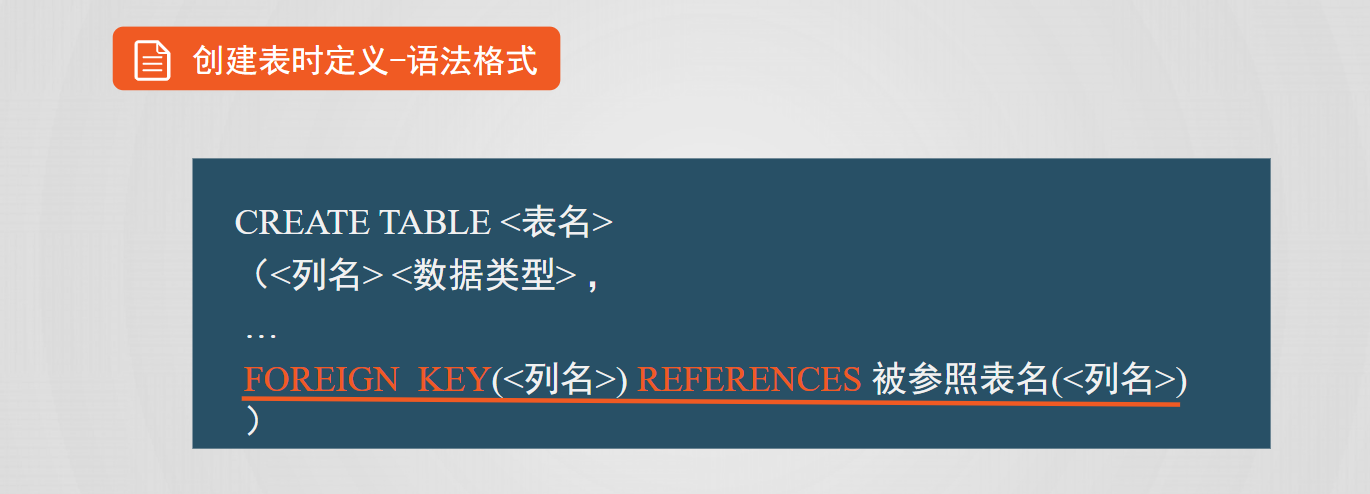 创建表时定义-语法格式
CREATE TABLE <表名>
（<列名> <数据类型> ，
…
FOREIGN  KEY(<列名>) REFERENCES 被参照表名(<列名>)
）